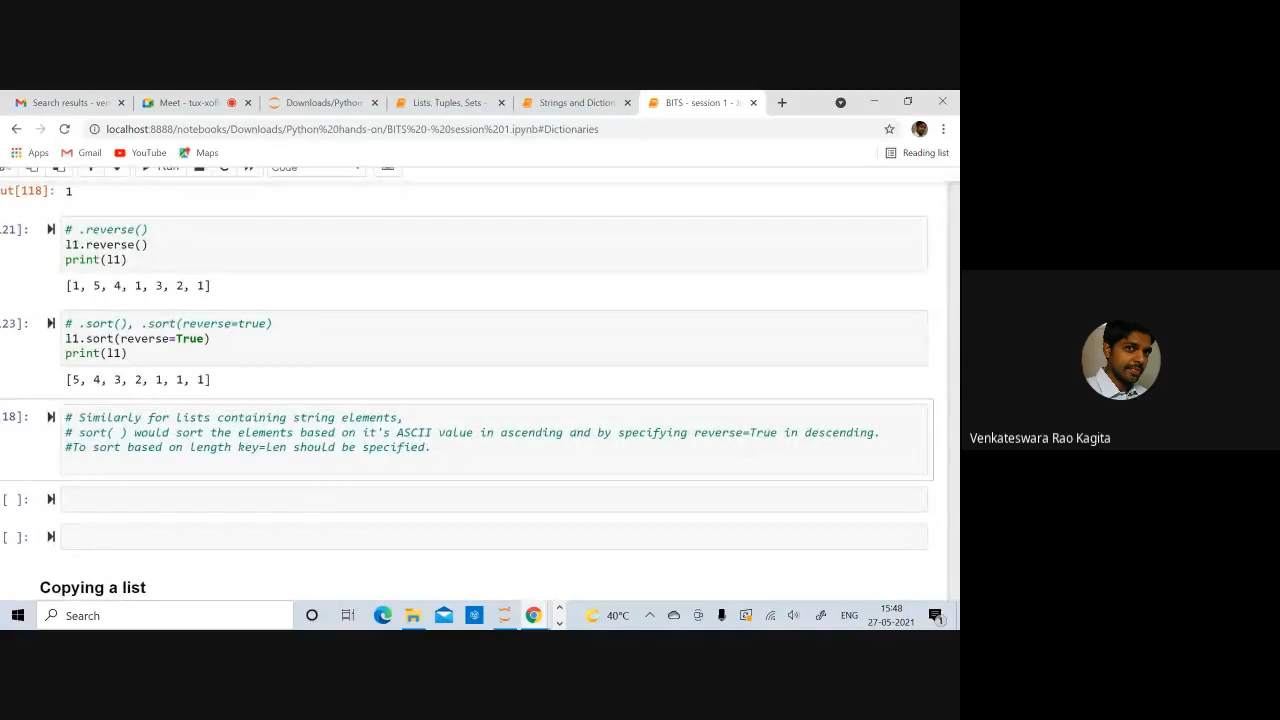 Search results - ven
Meet - tux-xofl
Downloads/Python
Lists, Tuples, Sets -
Strings and Diction
BITS - session 1 - Ju
localhost:8888/notebooks/Downloads/Python%20hands-on/BITS%20-%20session%201.ipynb#Dictionaries
Apps
Gmail
YouTube
Maps
Reading list
Code
ut[118]: 1
21]:
# .reverse()
l1.reverse()
print(l1)
[1, 5, 4, 1, 3, 2, 1]
23]:
# .sort(), .sort(reverse=true)
l1.sort(reverse=True)
print(l1)
[5, 4, 3, 2, 1, 1, 1]
18]:
# Similarly for lists containing string elements,
# sort( ) would sort the elements based on it's ASCII value in ascending and by specifying reverse=True in descending.
#To sort based on length key=len should be specified.
[ ]:
[ ]:
Copying a list
Search
40°C
ENG
15:48
27-05-2021
Venkateswara Rao Kagita